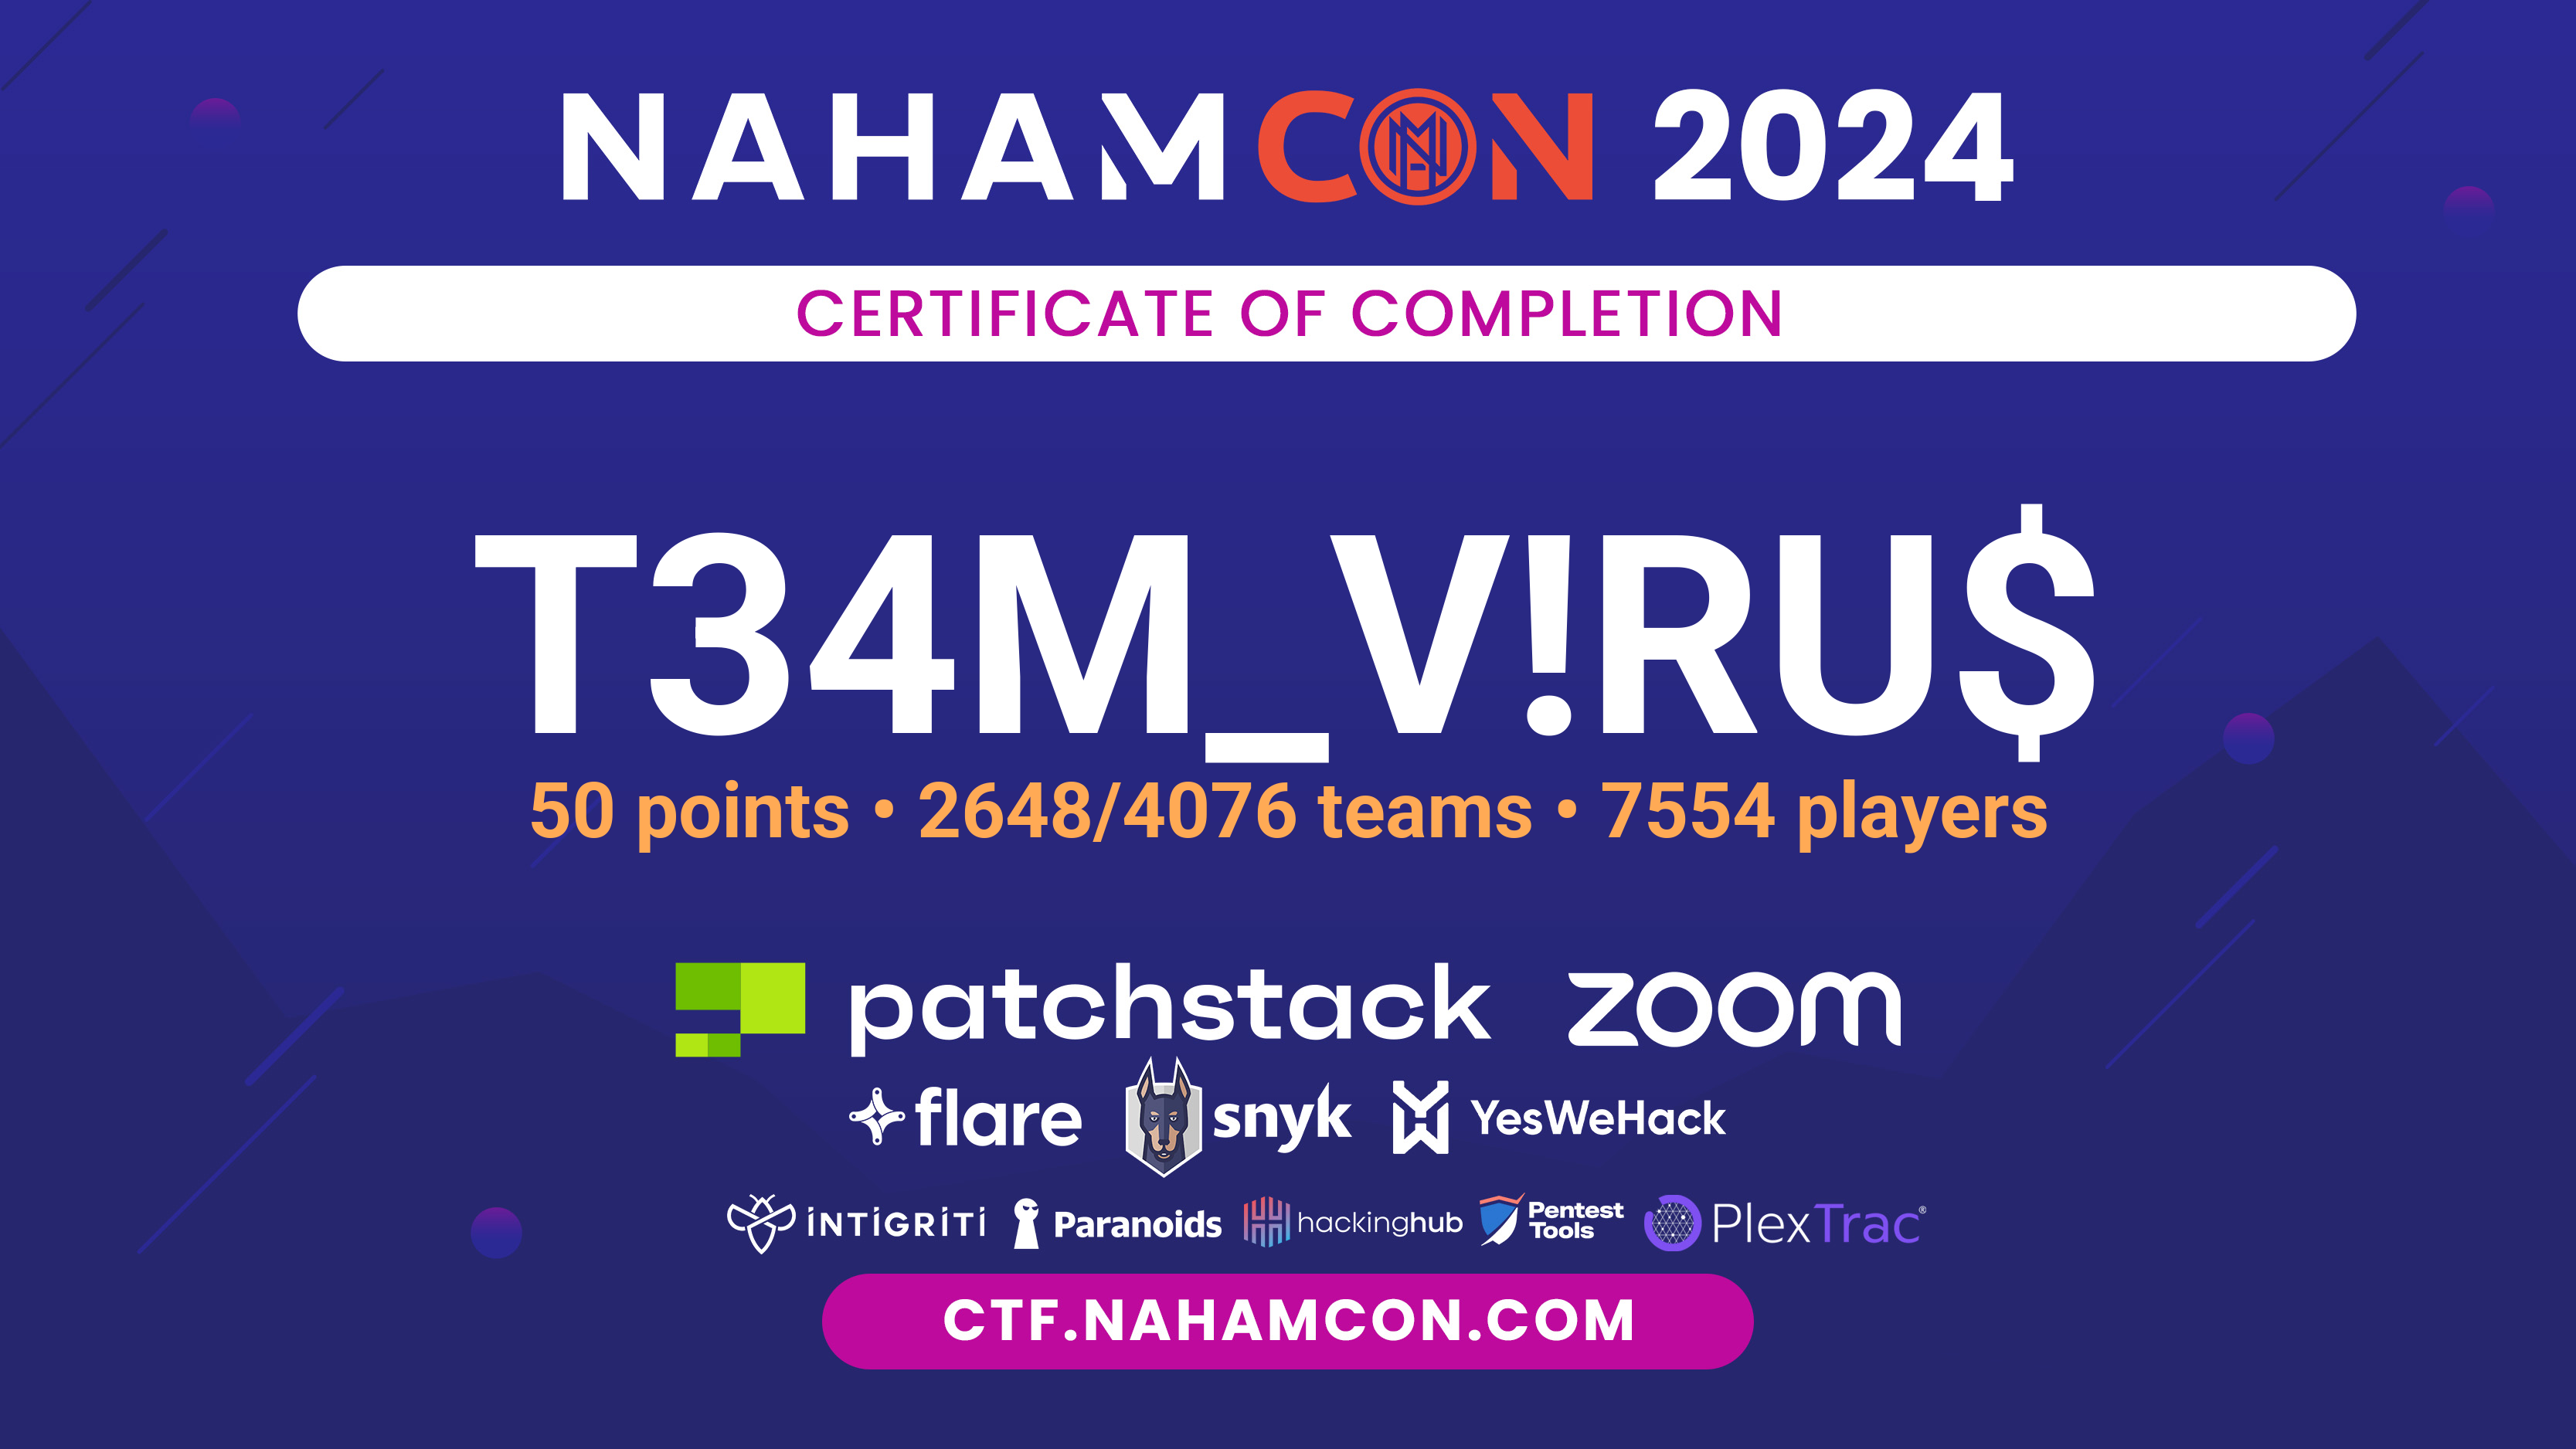 NAHAMCON 2024
CERTIFICATE OF COMPLETION
T34M_V!RU$
50 points • 2648/4076 teams • 7554 players
patchstack zoom
flare snyk YesWeHack
INTIGRITI Paranoids hackinghub Pentest Tools PlexTrac®
CTF.NAHAMCON.COM